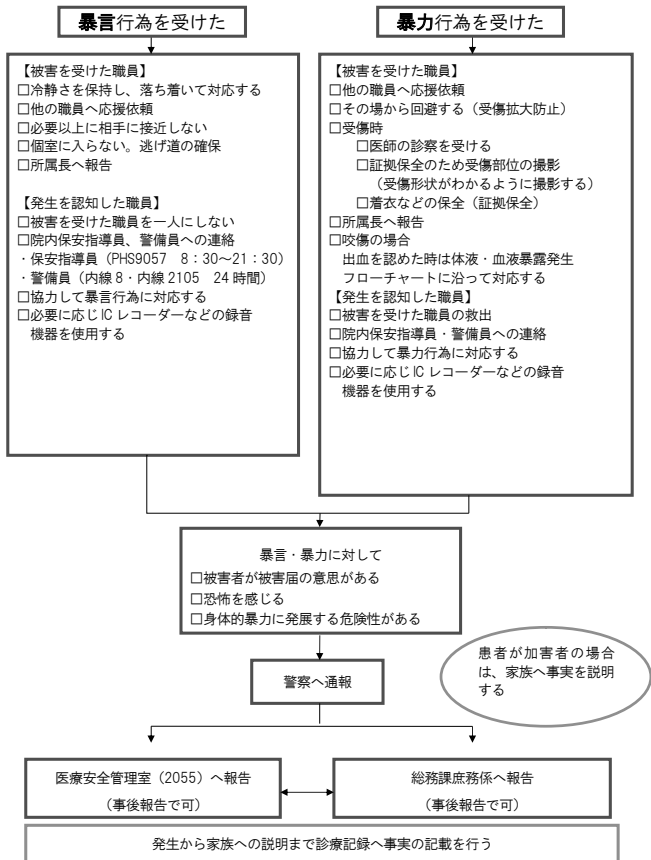 暴言行為を受けた
【被害を受けた職員】
□冷静さを保持し、落ち着いて対応する
□他の職員へ応援依頼
□必要以上に相手に接近しない
□個室に入らない。逃げ道の確保
□所属長へ報告
【発生を認知した職員】
□被害を受けた職員を一人にしない
□院内保安指導員、警備員への連絡
・保安指導員（PHS9057　8：30～21：30）
・警備員（内線8・内線2105　24時間）
□協力して暴言行為に対応する
□必要に応じICレコーダーなどの録音
機器を使用する
暴力行為を受けた
【被害を受けた職員】
□他の職員へ応援依頼
□その場から回避する（受傷拡大防止）
□受傷時
□医師の診察を受ける
□証拠保全のため受傷部位の撮影
（受傷形状がわかるように撮影する）
□着衣などの保全（証拠保全）
□所属長へ報告
□咬傷の場合
出血を認めた時は体液・血液暴露発生
フローチャートに沿って対応する
【発生を認知した職員】
□被害を受けた職員の救出
□院内保安指導員・警備員への連絡
□協力して暴力行為に対応する
□必要に応じICレコーダーなどの録音
機器を使用する
暴言・暴力に対して
□被害者が被害届の意思がある
□恐怖を感じる
□身体的暴力に発展する危険性がある
警察へ通報
患者が加害者の場合
は、家族へ事実を説明
する
医療安全管理室（2055）へ報告
（事後報告で可）
総務課庶務係へ報告
（事後報告で可）
発生から家族への説明まで診療記録へ事実の記載を行う